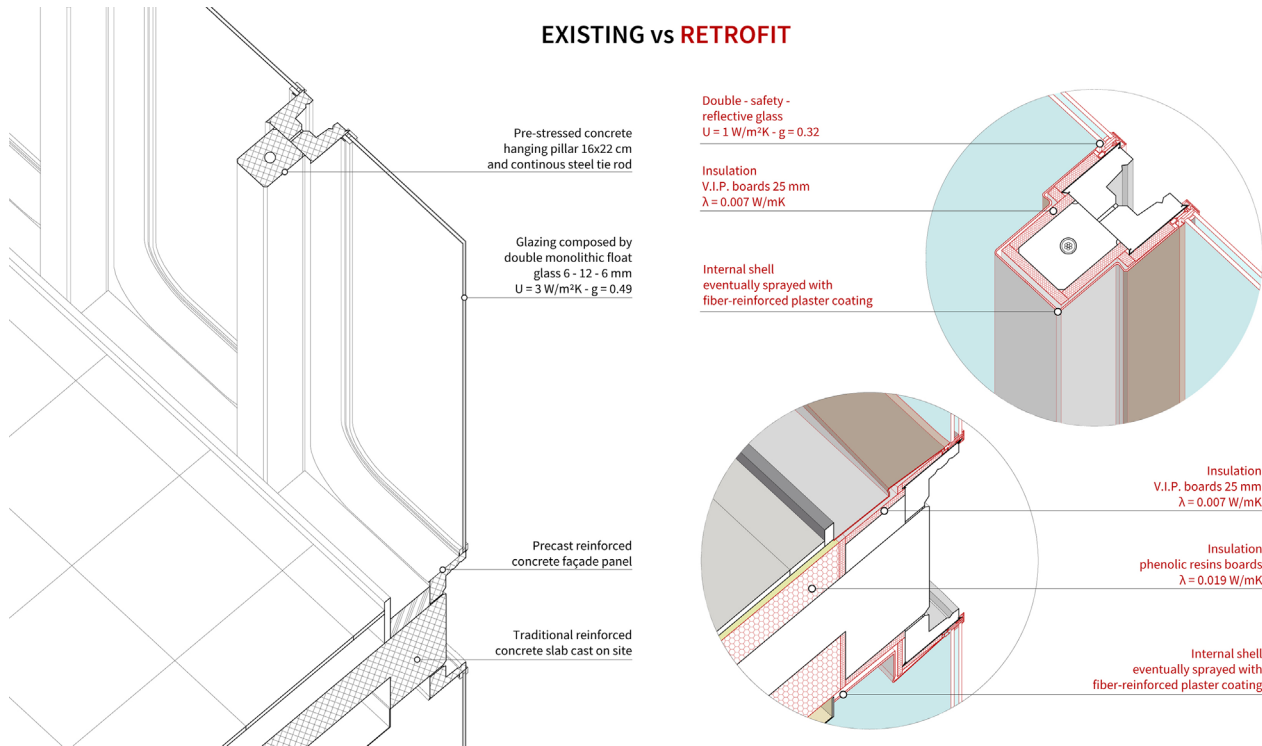 EXISTING vs RETROFIT
Pre-stressed concrete
hanging pillar 16x22 cm
and continous steel tie rod
Glazing composed by
double monolithic float
glass 6 - 12 - 6 mm
U = 3 W/m²K - g = 0.49
Precast reinforced
concrete façade panel
Traditional reinforced
concrete slab cast on site
Double - safety -
reflective glass
U = 1 W/m²K - g = 0.32
Insulation
V.I.P. boards 25 mm
λ = 0.007 W/mK
Internal shell
eventually sprayed with
fiber-reinforced plaster coating
Insulation
V.I.P. boards 25 mm
λ = 0.007 W/mK
Insulation
phenolic resins boards
λ = 0.019 W/mK
Internal shell
eventually sprayed with
fiber-reinforced plaster coating